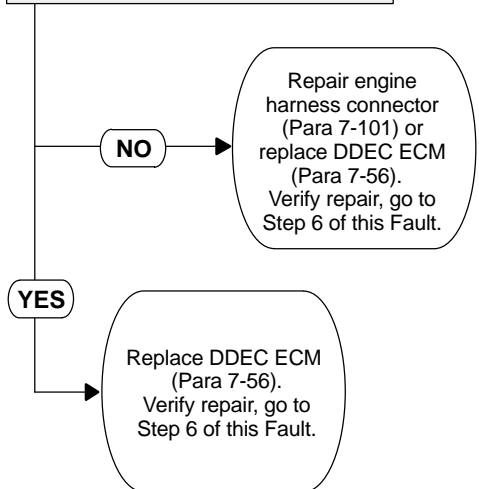 Repair engine
harness connector
(Para 7-101) or
replace DDEC ECM
(Para 7-56).
Verify repair, go to
Step 6 of this Fault.
NO
YES
Replace DDEC ECM
(Para 7-56).
Verify repair, go to
Step 6 of this Fault.